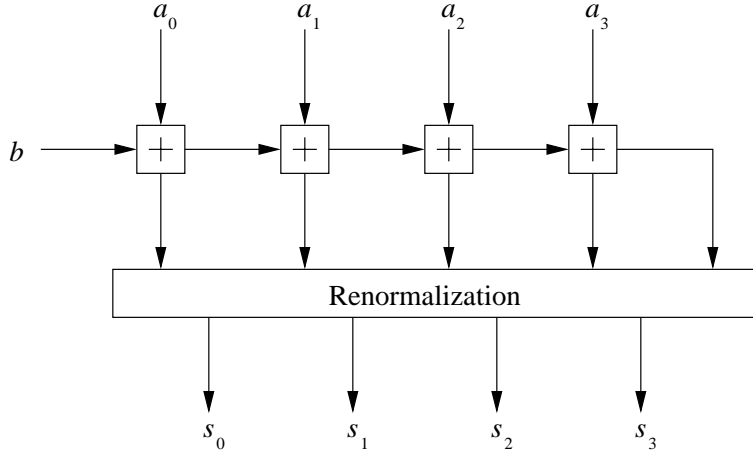 a₀ a₁ a₂ a₃
b + + + +
Renormalization
s₀ s₁ s₂ s₃